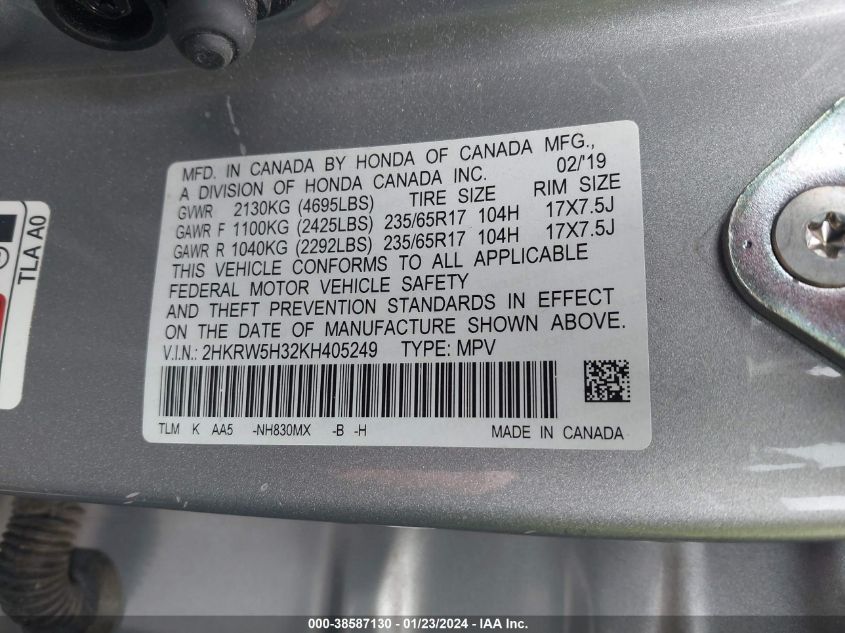 MFD. IN CANADA BY HONDA OF CANADA MFG.,
A DIVISION OF HONDA CANADA INC. 02/'19
GVWR 2130KG (4695LBS) TIRE SIZE RIM SIZE
GAWR F 1100KG (2425LBS) 235/65R17 104H 17X7.5J
GAWR R 1040KG (2292LBS) 235/65R17 104H 17X7.5J
THIS VEHICLE CONFORMS TO ALL APPLICABLE
FEDERAL MOTOR VEHICLE SAFETY
AND THEFT PREVENTION STANDARDS IN EFFECT
ON THE DATE OF MANUFACTURE SHOWN ABOVE.
V.I.N.: 2HKRW5H32KH405249 TYPE: MPV
TLM K AA5 -NH830MX -B -H MADE IN CANADA
TLA A0
000-38587130 - 01/23/2024 - IAA Inc.